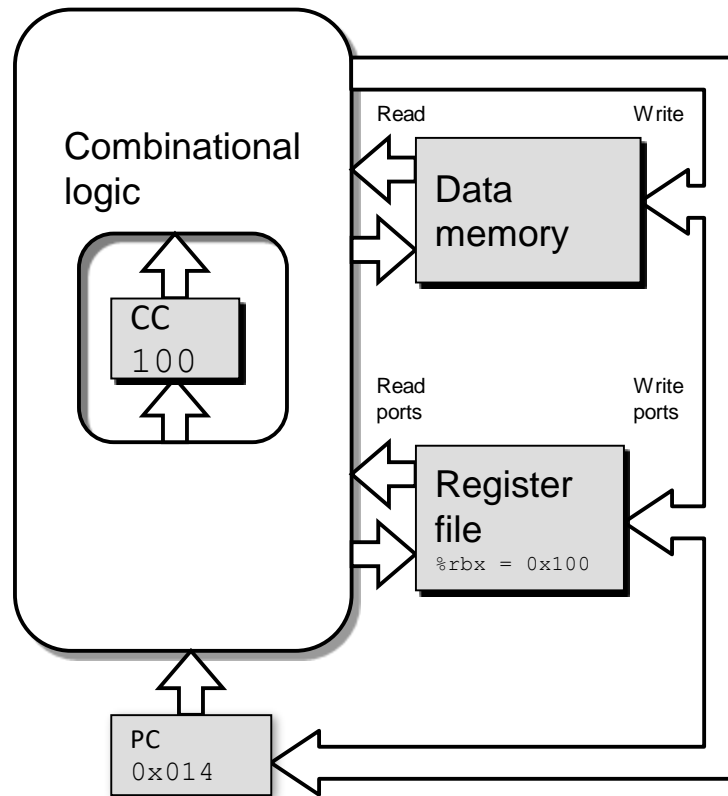 Combinational
logic
CC
100
Read
Write
Data
memory
Read
ports
Write
ports
Register
file
%rbx = 0x100
PC
0x014